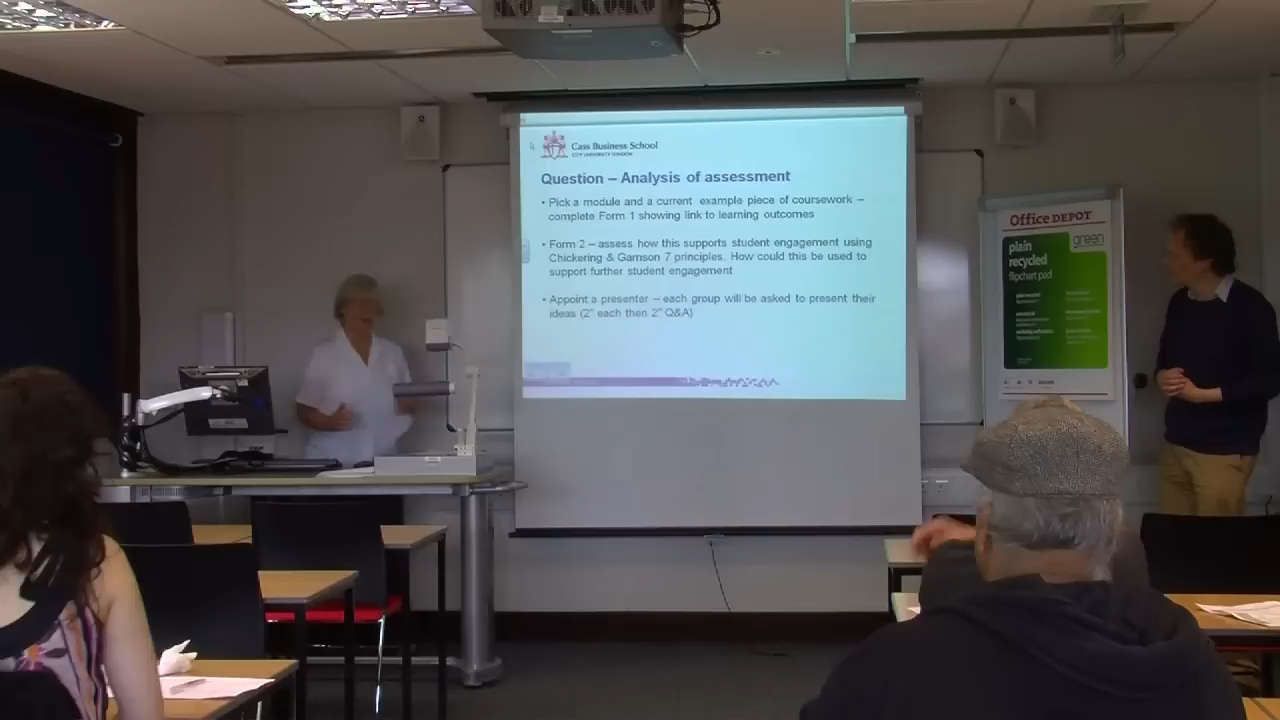 Cass Business School
CITY UNIVERSITY LONDON
Question – Analysis of assessment
• Pick a module and a current example piece of coursework –
complete Form 1 showing link to learning outcomes
• Form 2 – assess how this supports student engagement using
Chickering & Gamson 7 principles. How could this be used to
support further student engagement
• Appoint a presenter – each group will be asked to present their
ideas (2" each then 2" Q&A)
Office DEPOT
green
plain
recycled
flipchart pad